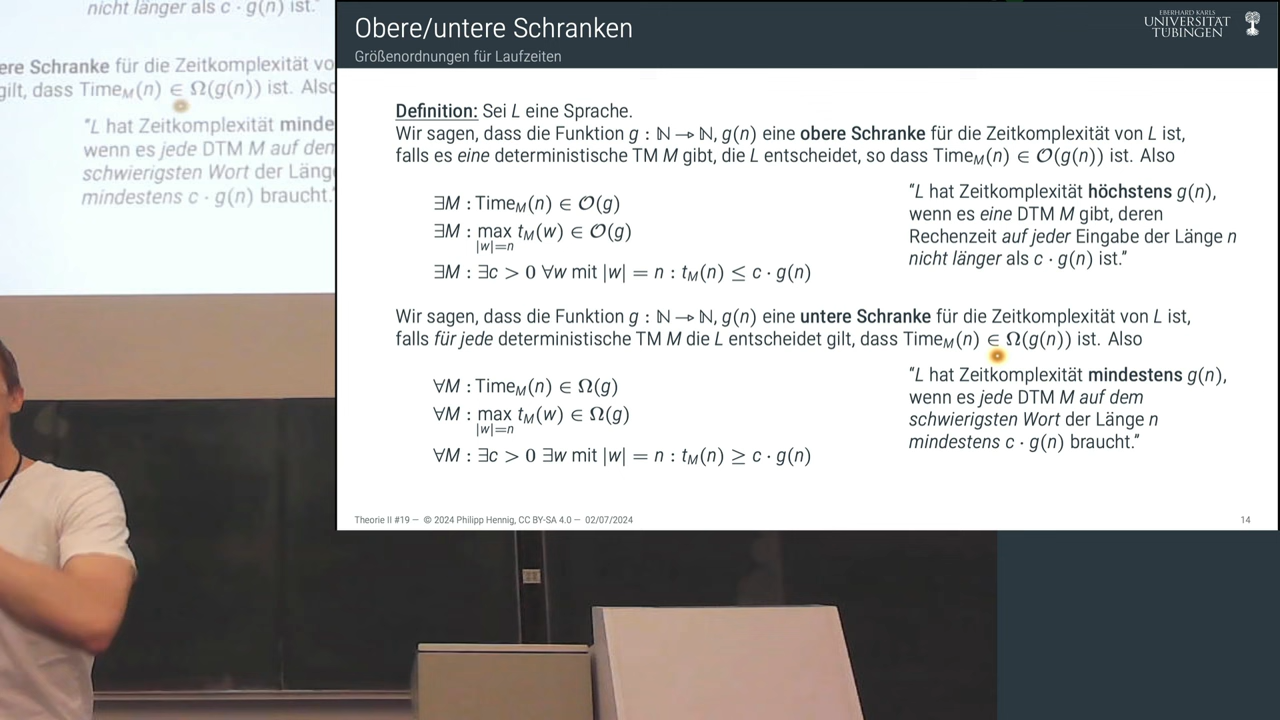 nicht länger als c · g(n) ist."
ere Schranke für die Zeitkomplexität vo
gilt, dass Time_M(n) ∈ Ω(g(n)) ist. Also
"L hat Zeitkomplexität minde
wenn es jede DTM M auf den
schwierigsten Wort der Läng
mindestens c · g(n) braucht."
Obere/untere Schranken
Größenordnungen für Laufzeiten
EBERHARD KARLS
UNIVERSITÄT
TÜBINGEN
Definition: Sei L eine Sprache.
Wir sagen, dass die Funktion g : ℕ → ℕ, g(n) eine obere Schranke für die Zeitkomplexität von L ist,
falls es eine deterministische TM M gibt, die L entscheidet, so dass Time_M(n) ∈ 𝒪(g(n)) ist. Also
∃M : Time_M(n) ∈ 𝒪(g)
∃M : max_{|w|=n} t_M(w) ∈ 𝒪(g)
∃M : ∃c > 0 ∀w mit |w| = n : t_M(n) ≤ c · g(n)
"L hat Zeitkomplexität höchstens g(n),
wenn es eine DTM M gibt, deren
Rechenzeit auf jeder Eingabe der Länge n
nicht länger als c · g(n) ist."
Wir sagen, dass die Funktion g : ℕ → ℕ, g(n) eine untere Schranke für die Zeitkomplexität von L ist,
falls für jede deterministische TM M die L entscheidet gilt, dass Time_M(n) ∈ Ω(g(n)) ist. Also
∀M : Time_M(n) ∈ Ω(g)
∀M : max_{|w|=n} t_M(w) ∈ Ω(g)
∀M : ∃c > 0 ∃w mit |w| = n : t_M(n) ≥ c · g(n)
"L hat Zeitkomplexität mindestens g(n),
wenn es jede DTM M auf dem
schwierigsten Wort der Länge n
mindestens c · g(n) braucht."
Theorie II #19 — © 2024 Philipp Hennig, CC BY-SA 4.0 — 02/07/2024
14